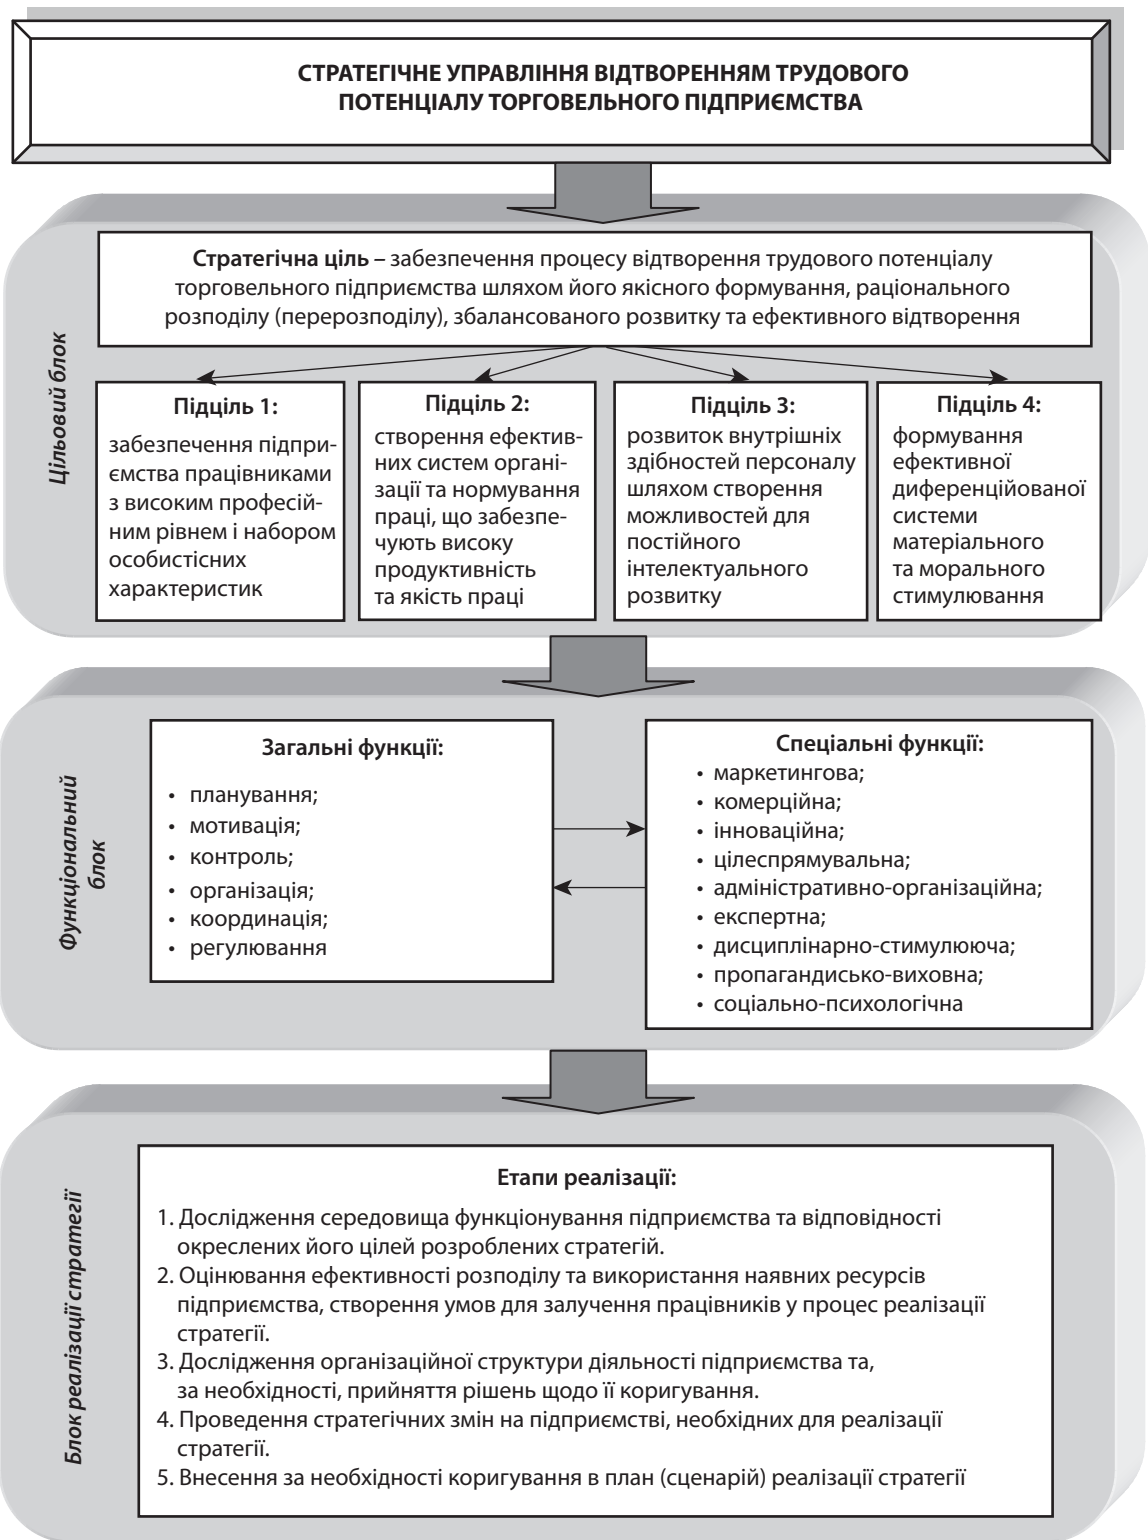 СТРАТЕГІЧНЕ УПРАВЛІННЯ ВІДТВОРЕННЯМ ТРУДОВОГО
ПОТЕНЦІАЛУ ТОРГОВЕЛЬНОГО ПІДПРИЄМСТВА
Цільовий блок
Стратегічна ціль – забезпечення процесу відтворення трудового потенціалу
торговельного підприємства шляхом його якісного формування, раціонального
розподілу (перерозподілу), збалансованого розвитку та ефективного відтворення
Підціль 1:
забезпечення підпри-
ємства працівниками
з високим професій-
ним рівнем і набором
особистісних
характеристик
Підціль 2:
створення ефектив-
них систем органі-
зації та нормування
праці, що забезпе-
чують високу
продуктивність
та якість праці
Підціль 3:
розвиток внутрішніх
здібностей персоналу
шляхом створення
можливостей для
постійного
інтелектуального
розвитку
Підціль 4:
формування
ефективної
диференційованої
системи
матеріального
та морального
стимулювання
Функціональний
блок
Загальні функції:
• планування;
• мотивація;
• контроль;
• організація;
• координація;
• регулювання
Спеціальні функції:
• маркетингова;
• комерційна;
• інноваційна;
• цілеспрямувальна;
• адміністративно-організаційна;
• експертна;
• дисциплінарно-стимулююча;
• пропагандисько-виховна;
• соціально-психологічна
Блок реалізації стратегії
Етапи реалізації:
1. Дослідження середовища функціонування підприємства та відповідності
окреслених його цілей розроблених стратегій.
2. Оцінювання ефективності розподілу та використання наявних ресурсів
підприємства, створення умов для залучення працівників у процес реалізації
стратегії.
3. Дослідження організаційної структури діяльності підприємства та,
за необхідності, прийняття рішень щодо її коригування.
4. Проведення стратегічних змін на підприємстві, необхідних для реалізації
стратегії.
5. Внесення за необхідності коригування в план (сценарій) реалізації стратегії